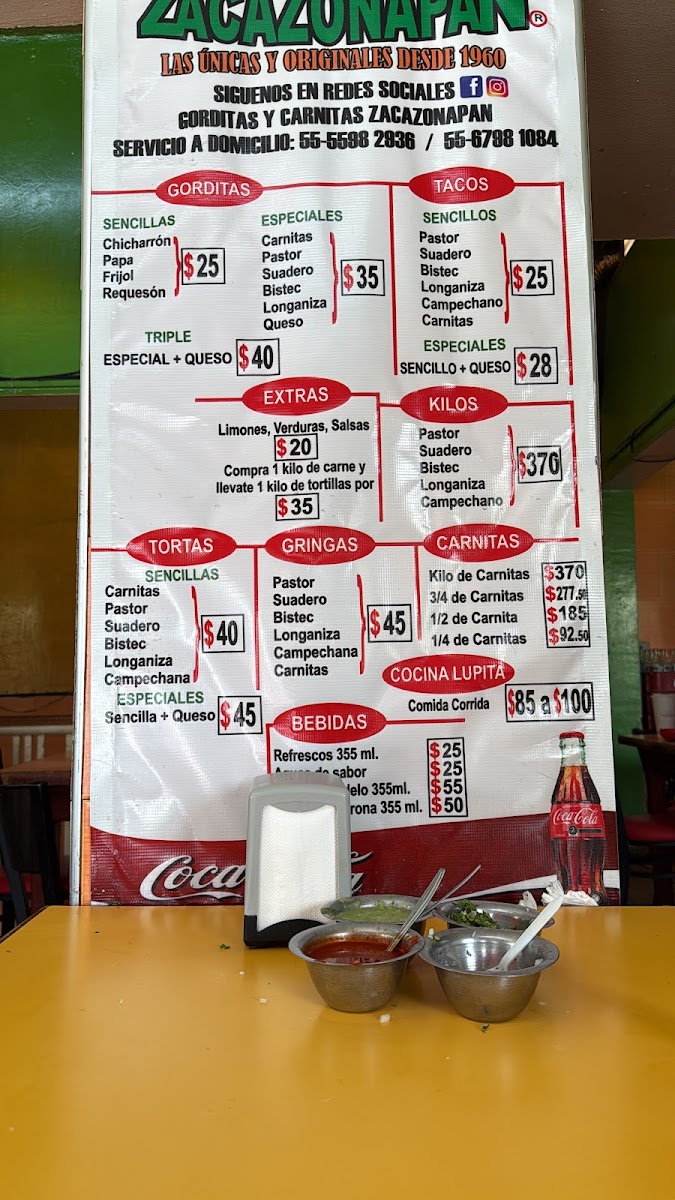 ZACAZONAPAN ®
LAS ÚNICAS Y ORIGINALES DESDE 1960
SIGUENOS EN REDES SOCIALES
GORDITAS Y CARNITAS ZACAZONAPAN
SERVICIO A DOMICILIO: 55-5598 2936 / 55-6798 1084
GORDITAS
SENCILLAS
Chicharrón
Papa
Frijol
Requesón
$25
ESPECIALES
Carnitas
Pastor
Suadero
Bistec
Longaniza
Queso
$35
TRIPLE
ESPECIAL + QUESO $40
TACOS
SENCILLOS
Pastor
Suadero
Bistec
Longaniza
Campechano
Carnitas
$25
ESPECIALES
SENCILLO + QUESO $28
EXTRAS
Limones, Verduras, Salsas
$20
Compra 1 kilo de carne y
llevate 1 kilo de tortillas por
$35
KILOS
Pastor
Suadero
Bistec
Longaniza
Campechano
$370
TORTAS
SENCILLAS
Carnitas
Pastor
Suadero
Bistec
Longaniza
Campechana
$40
ESPECIALES
Sencilla + Queso $45
GRINGAS
Pastor
Suadero
Bistec
Longaniza
Campechana
Carnitas
$45
CARNITAS
Kilo de Carnitas $370
3/4 de Carnitas $277.50
1/2 de Carnita $185
1/4 de Carnitas $92.50
COCINA LUPITA
Comida Corrida $85 a $100
BEBIDAS
Refrescos 355 ml. $25
sabor $25
355ml. $55
355 ml. $50
Coca-Cola
Coca